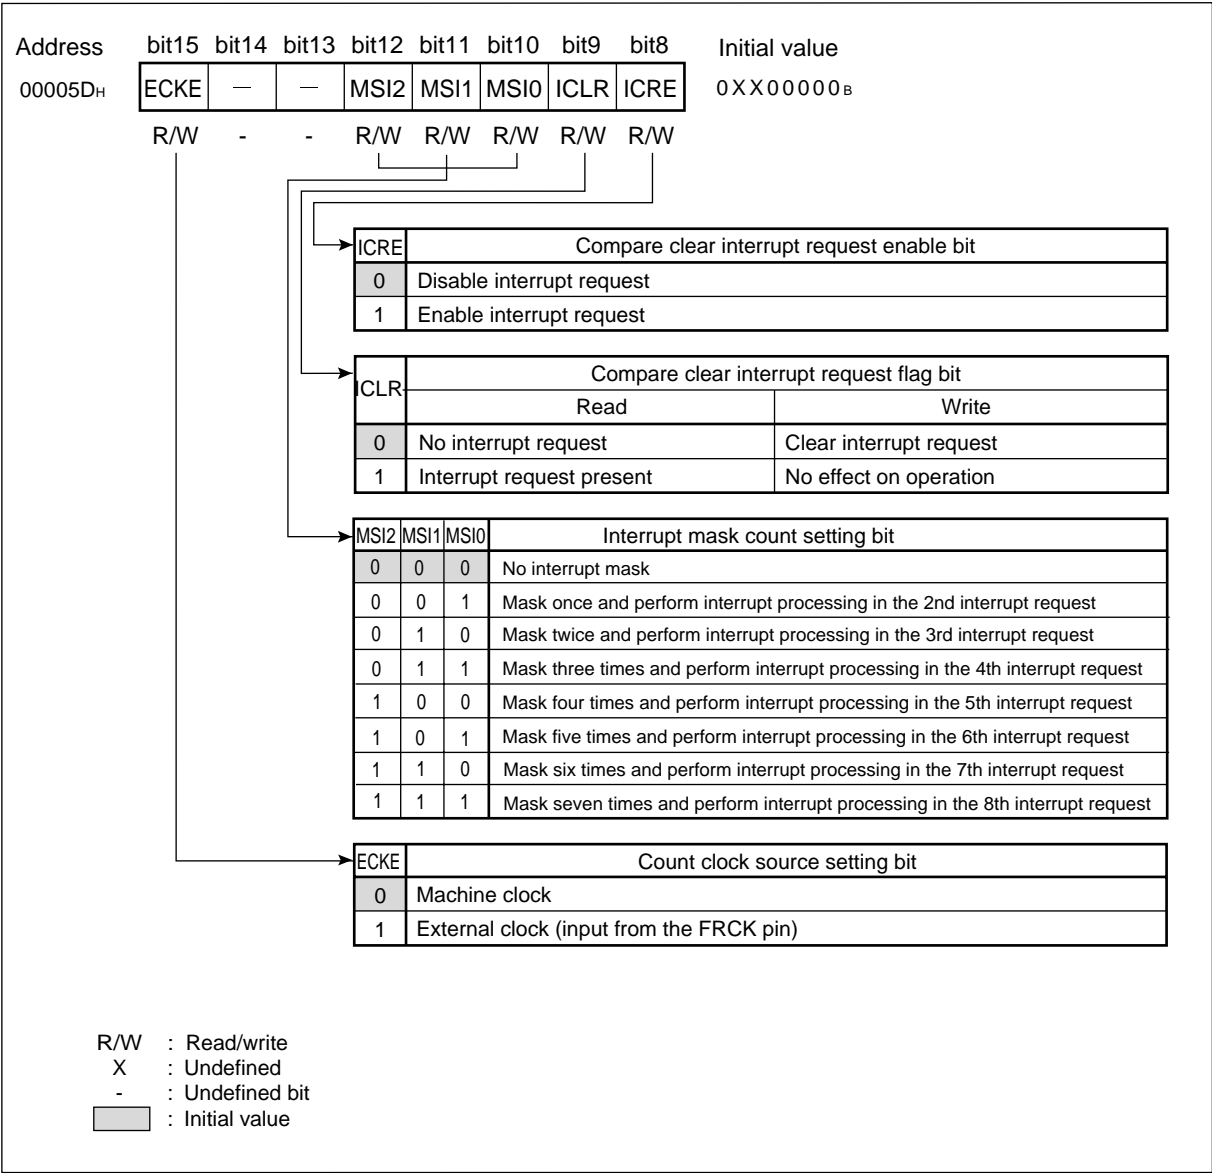 Address bit15 bit14 bit13 bit12 bit11 bit10 bit9 bit8 Initial value
00005DH ECKE — — MSI2 MSI1 MSI0 ICLR ICRE 0XX00000B
R/W - - R/W R/W R/W R/W R/W
ICRE Compare clear interrupt request enable bit
0 Disable interrupt request
1 Enable interrupt request
ICLR Compare clear interrupt request flag bit
Read Write
0 No interrupt request Clear interrupt request
1 Interrupt request present No effect on operation
MSI2 MSI1 MSI0 Interrupt mask count setting bit
0 0 0 No interrupt mask
0 0 1 Mask once and perform interrupt processing in the 2nd interrupt request
0 1 0 Mask twice and perform interrupt processing in the 3rd interrupt request
0 1 1 Mask three times and perform interrupt processing in the 4th interrupt request
1 0 0 Mask four times and perform interrupt processing in the 5th interrupt request
1 0 1 Mask five times and perform interrupt processing in the 6th interrupt request
1 1 0 Mask six times and perform interrupt processing in the 7th interrupt request
1 1 1 Mask seven times and perform interrupt processing in the 8th interrupt request
ECKE Count clock source setting bit
0 Machine clock
1 External clock (input from the FRCK pin)
R/W : Read/write
X : Undefined
- : Undefined bit
: Initial value